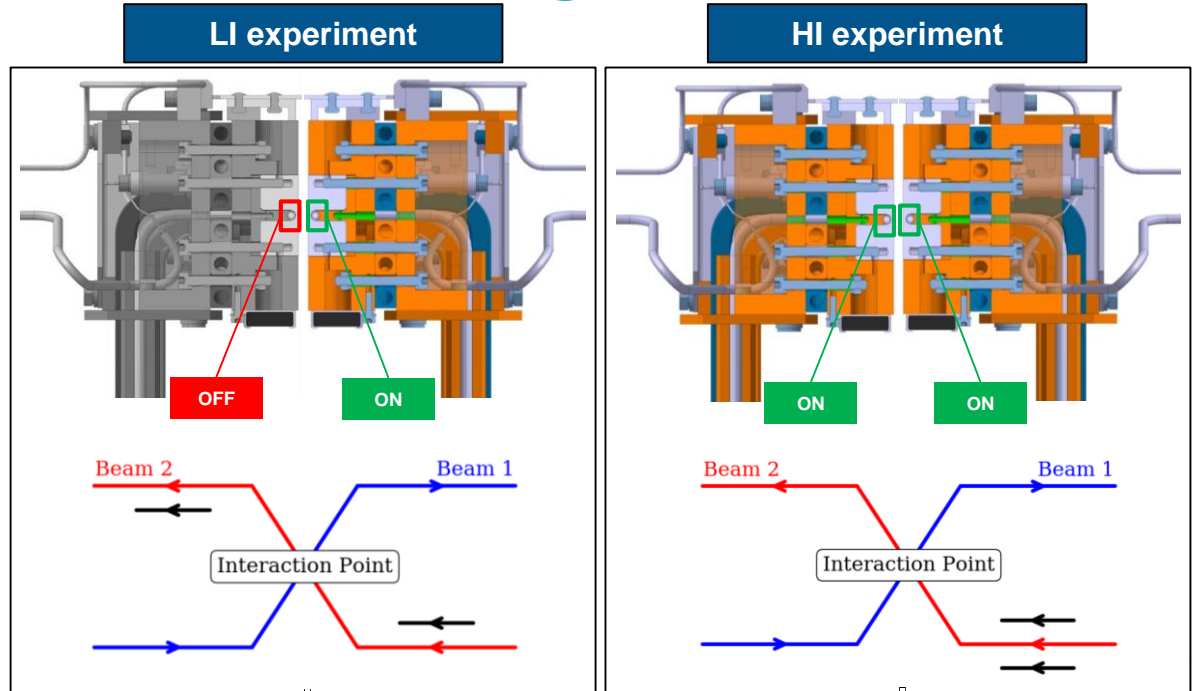 LI experiment
HI experiment
OFF
ON
ON
ON
Beam 2
Beam 1
Interaction Point
Beam 2
Beam 1
Interaction Point